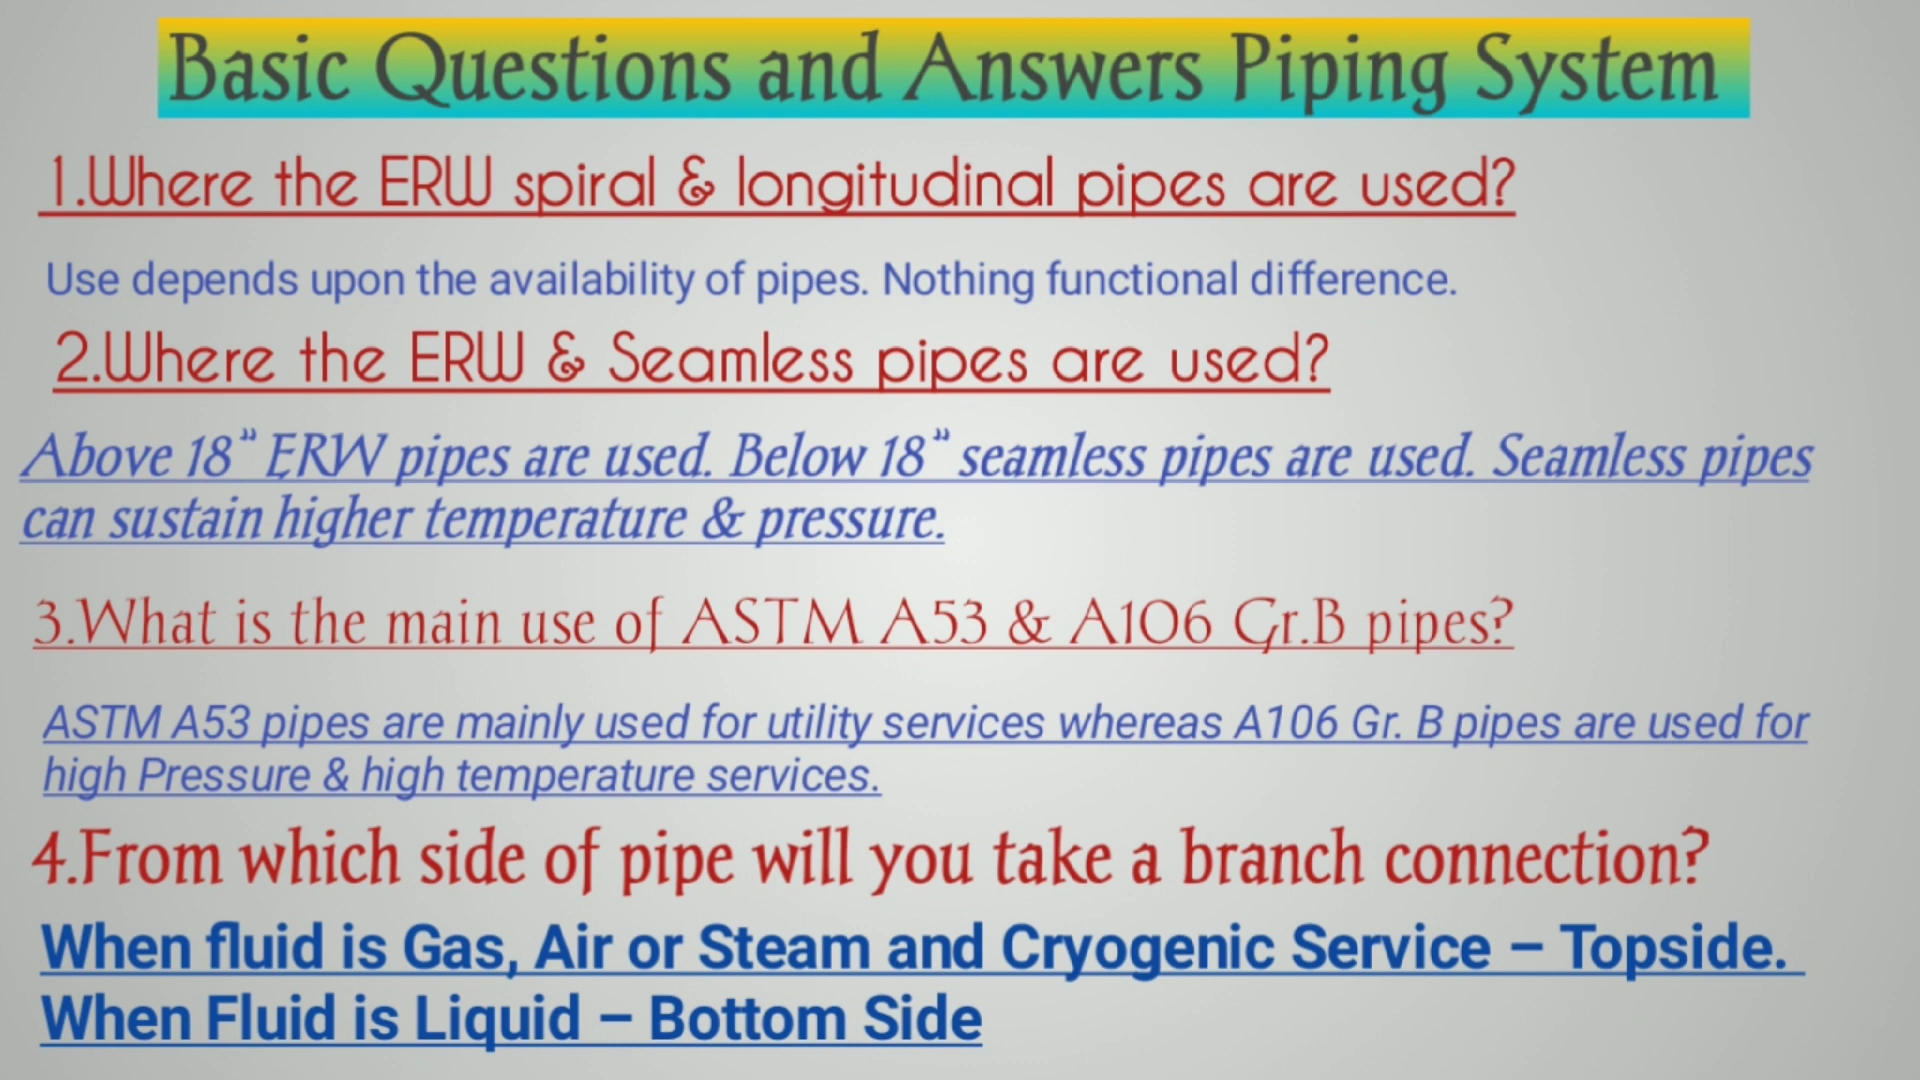 Basic Questions and Answers Piping System
1.Where the ERW spiral & longitudinal pipes are used?
Use depends upon the availability of pipes. Nothing functional difference.
2.Where the ERW & Seamless pipes are used?
Above 18” ERW pipes are used. Below 18” seamless pipes are used. Seamless pipes
can sustain higher temperature & pressure.
3.What is the main use of ASTM A53 & A106 Gr.B pipes?
ASTM A53 pipes are mainly used for utility services whereas A106 Gr. B pipes are used for
high Pressure & high temperature services.
4.From which side of pipe will you take a branch connection?
When fluid is Gas, Air or Steam and Cryogenic Service – Topside.
When Fluid is Liquid – Bottom Side